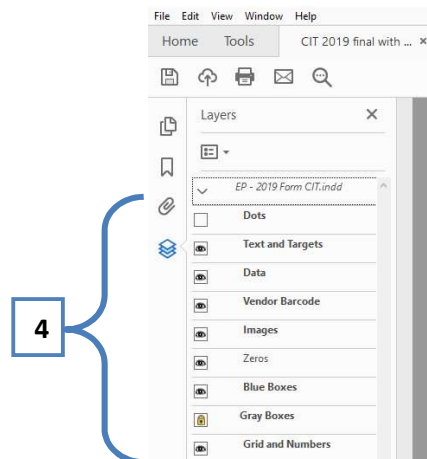 File Edit View Window Help
Home Tools CIT 2019 final with ... ×
Layers
EP - 2019 Form CIT.indd
Dots
Text and Targets
Data
Vendor Barcode
4
Images
Zeros
Blue Boxes
Gray Boxes
Grid and Numbers